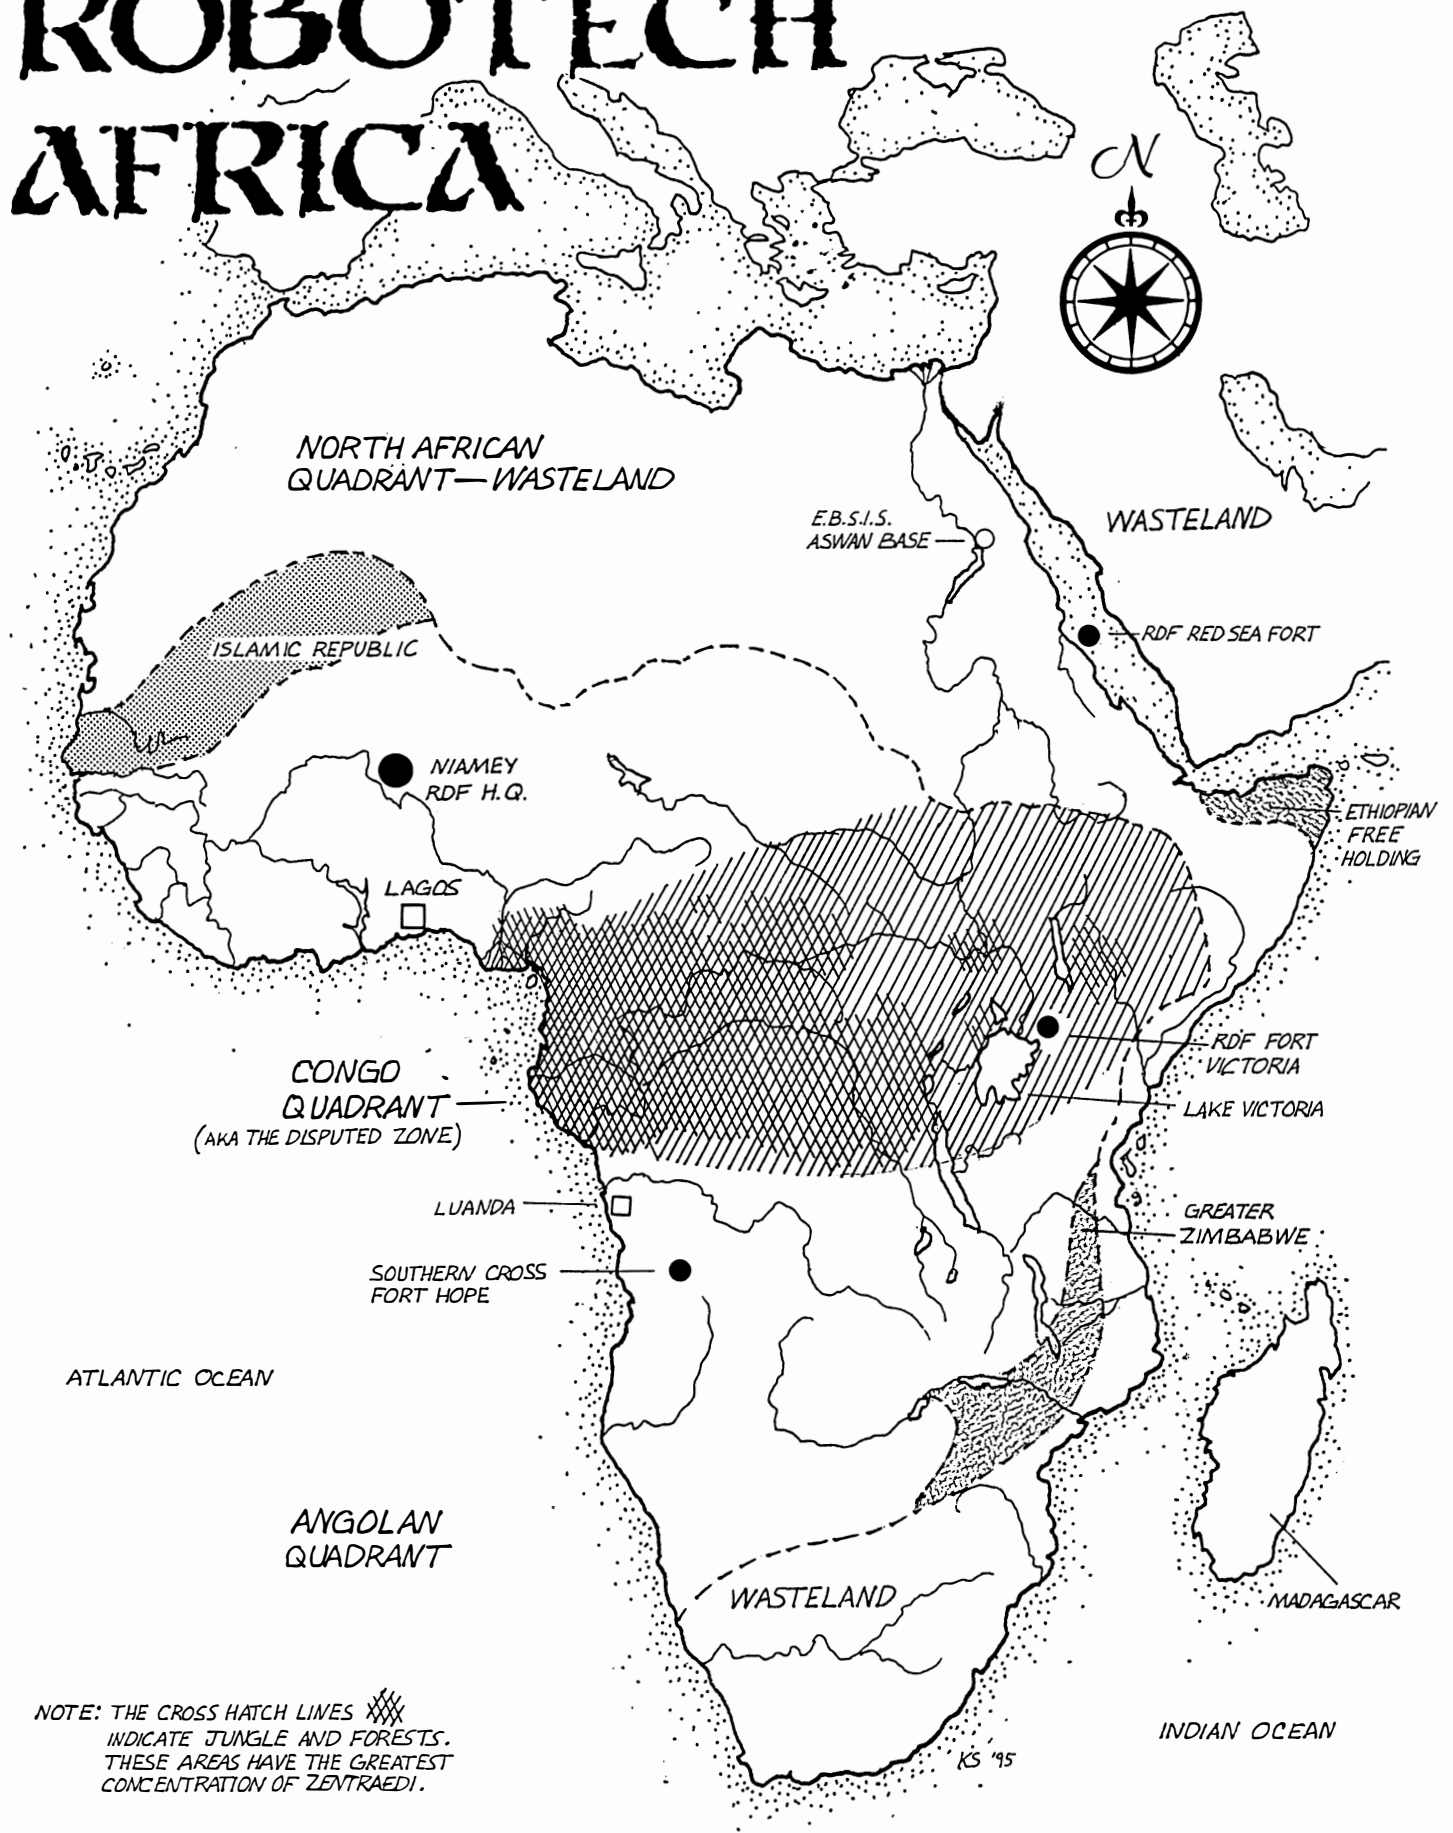 ROBOTECH
AFRICA
N
NORTH AFRICAN
QUADRANT—WASTELAND
E.B.S.I.S.
ASWAN BASE
WASTELAND
RDF RED SEA FORT
ISLAMIC REPUBLIC
NIAMEY
RDF H.Q.
ETHIOPIAN
FREE
HOLDING
LAGOS
RDF FORT
VICTORIA
CONGO
QUADRANT
(AKA THE DISPUTED ZONE)
LAKE VICTORIA
LUANDA
GREATER
ZIMBABWE
SOUTHERN CROSS
FORT HOPE
ATLANTIC OCEAN
ANGOLAN
QUADRANT
WASTELAND
MADAGASCAR
NOTE: THE CROSS HATCH LINES
INDICATE JUNGLE AND FORESTS.
THESE AREAS HAVE THE GREATEST
CONCENTRATION OF ZENTRAEDI.
INDIAN OCEAN
KS '95